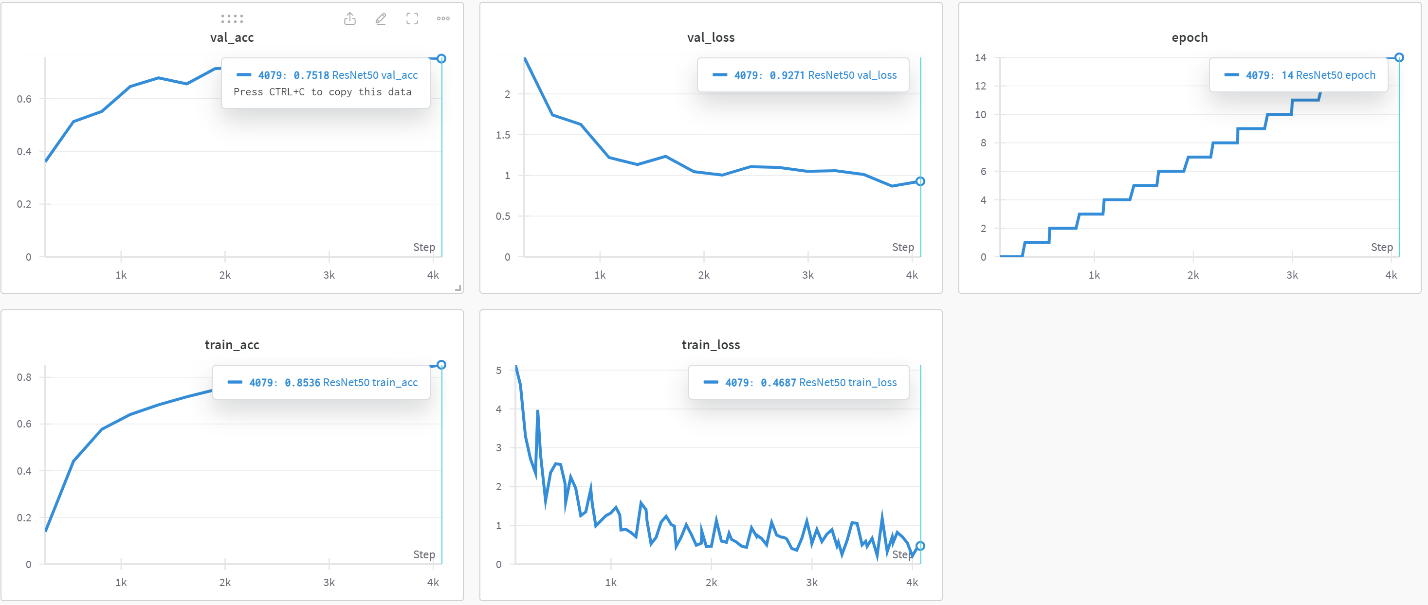 val_acc
4079: 0.7518 ResNet50 val_acc
Press CTRL+C to copy this data
0.6
0.4
0.2
0
Step
1k
2k
3k
4k
val_loss
4079: 0.9271 ResNet50 val_loss
2
1.5
1
0.5
0
Step
1k
2k
3k
4k
epoch
14
4079: 14 ResNet50 epoch
12
10
8
6
4
2
0
Step
1k
2k
3k
4k
train_acc
4079: 0.8536 ResNet50 train_acc
0.8
0.6
0.4
0.2
0
Step
1k
2k
3k
4k
train_loss
5
4079: 0.4687 ResNet50 train_loss
4
3
2
1
0
Step
1k
2k
3k
4k